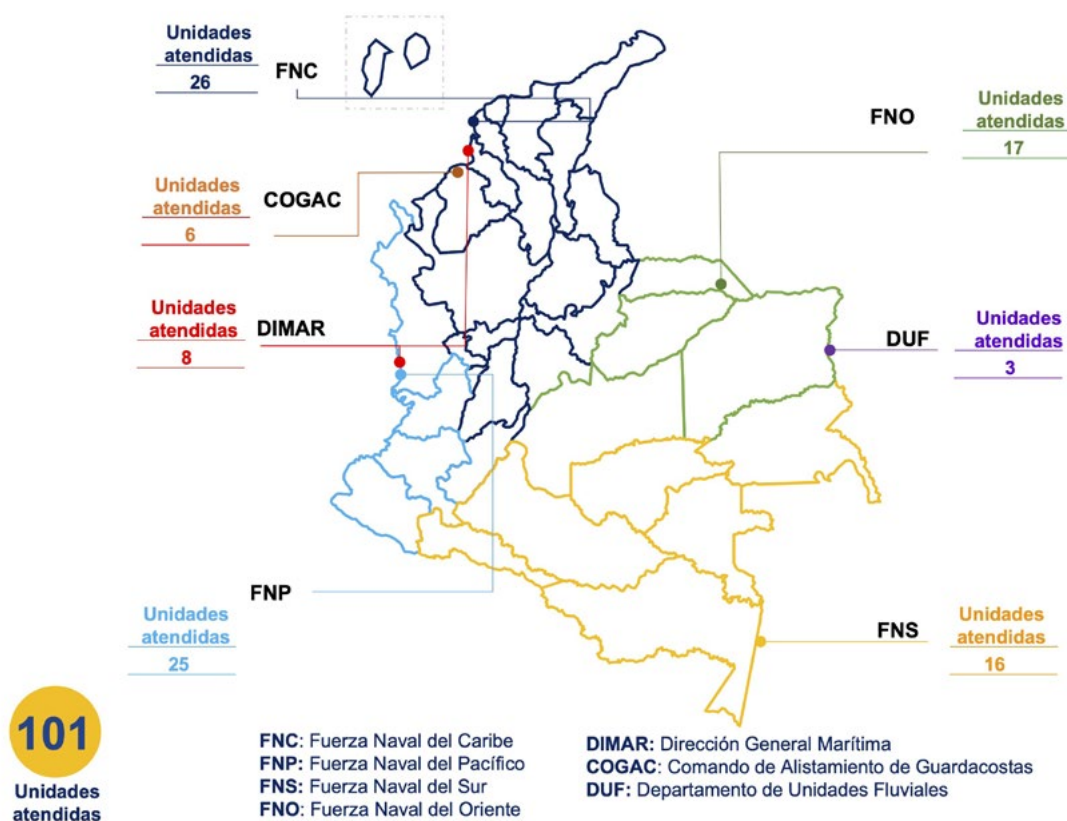 Unidades
atendidas
26
FNC
FNO
Unidades
atendidas
17
Unidades
atendidas
6
COGAC
Unidades
atendidas
8
DIMAR
DUF
Unidades
atendidas
3
FNP
Unidades
atendidas
25
FNS
Unidades
atendidas
16
101
Unidades
atendidas
FNC: Fuerza Naval del Caribe
FNP: Fuerza Naval del Pacífico
FNS: Fuerza Naval del Sur
FNO: Fuerza Naval del Oriente
DIMAR: Dirección General Marítima
COGAC: Comando de Alistamiento de Guardacostas
DUF: Departamento de Unidades Fluviales